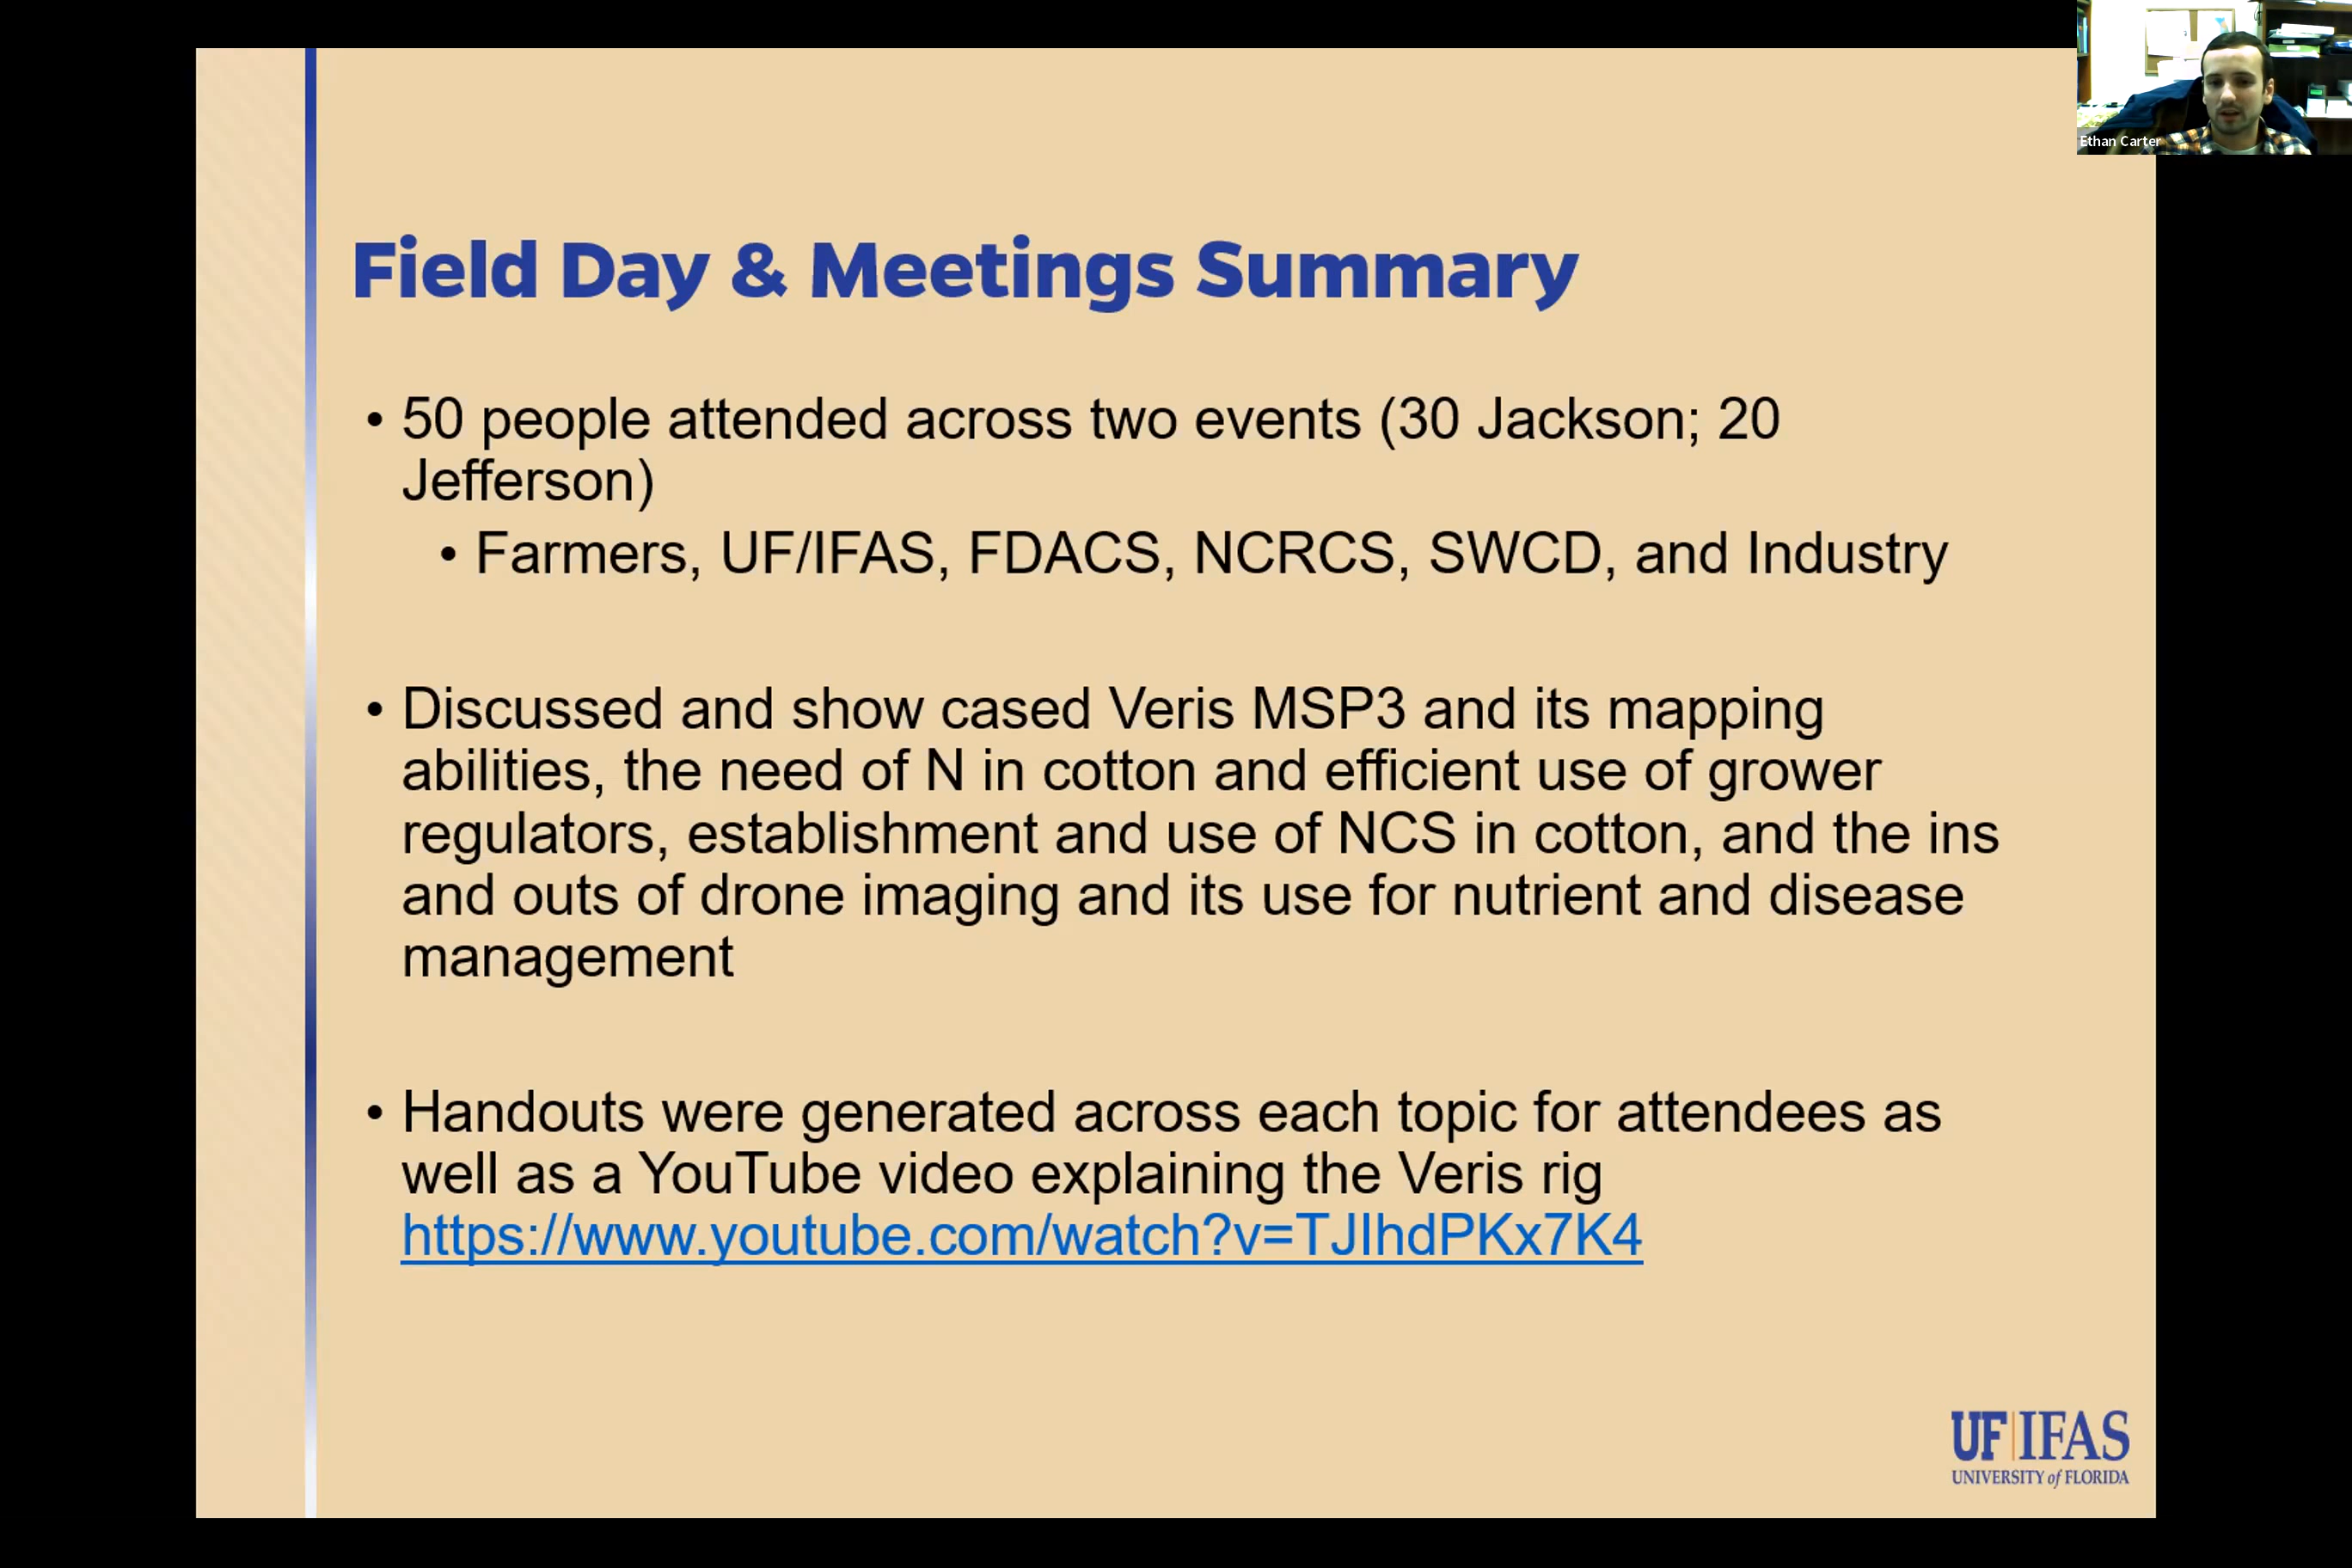 Ethan Carter
Field Day & Meetings Summary
• 50 people attended across two events (30 Jackson; 20
Jefferson)
• Farmers, UF/IFAS, FDACS, NCRCS, SWCD, and Industry
• Discussed and show cased Veris MSP3 and its mapping
abilities, the need of N in cotton and efficient use of grower
regulators, establishment and use of NCS in cotton, and the ins
and outs of drone imaging and its use for nutrient and disease
management
• Handouts were generated across each topic for attendees as
well as a YouTube video explaining the Veris rig
https://www.youtube.com/watch?v=TJIhdPKx7K4
UF|IFAS
UNIVERSITY of FLORIDA